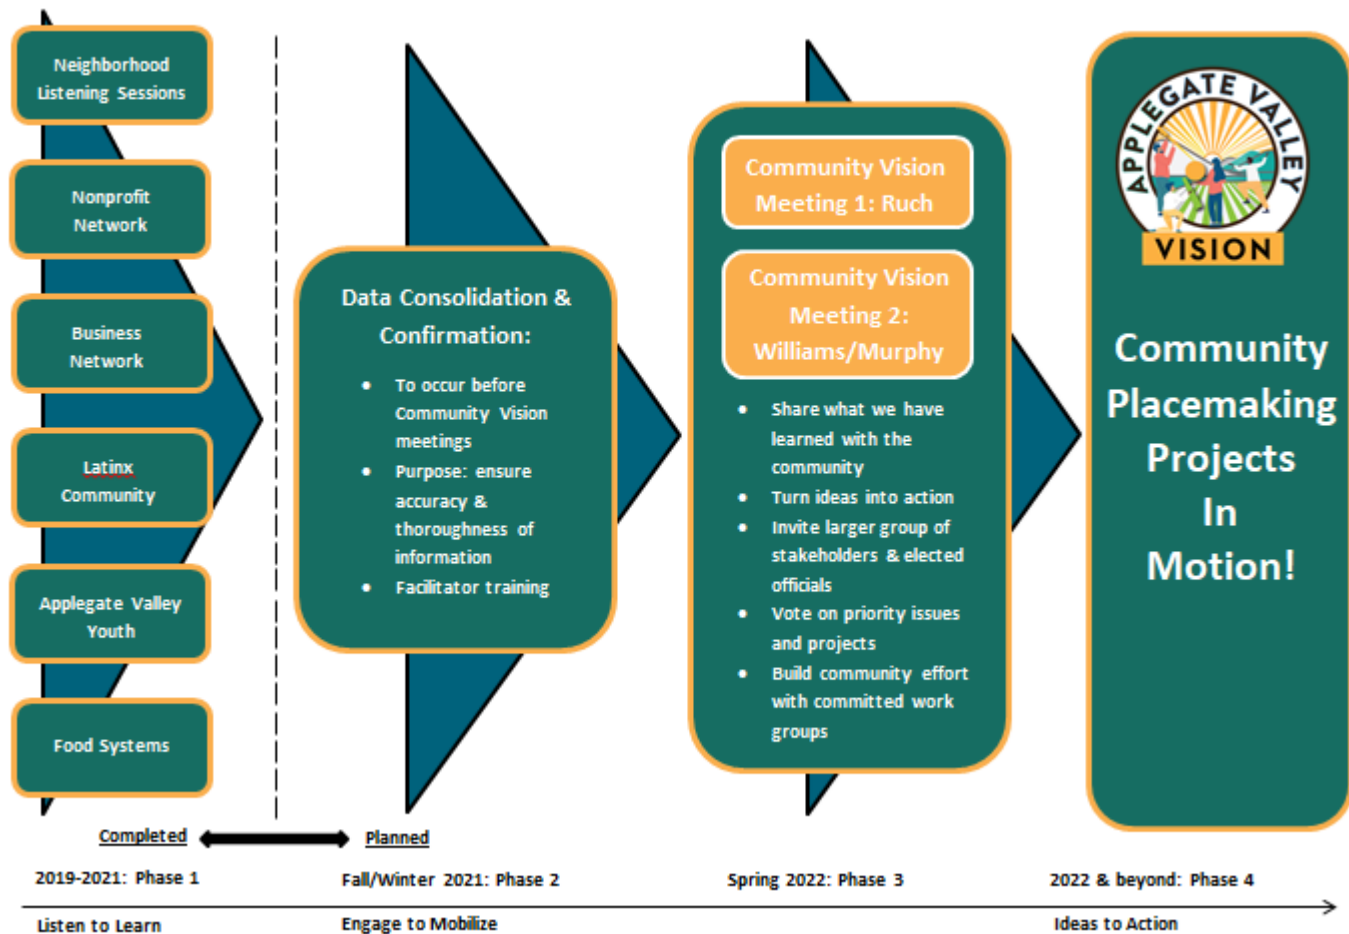 Neighborhood
Listening Sessions
Nonprofit
Network
Business
Network
Latinx
Community
Applegate Valley
Youth
Food Systems
Data Consolidation &
Confirmation:
• To occur before
Community Vision
meetings
• Purpose: ensure
accuracy &
thoroughness of
information
• Facilitator training
Community Vision
Meeting 1: Ruch
Community Vision
Meeting 2:
Williams/Murphy
• Share what we have
learned with the
community
• Turn ideas into action
• Invite larger group of
stakeholders & elected
officials
• Vote on priority issues
and projects
• Build community effort
with committed work
groups
APPLEGATE VALLEY
VISION
Community
Placemaking
Projects
In
Motion!
Completed
Planned
2019-2021: Phase 1
Fall/Winter 2021: Phase 2
Spring 2022: Phase 3
2022 & beyond: Phase 4
Listen to Learn
Engage to Mobilize
Ideas to Action